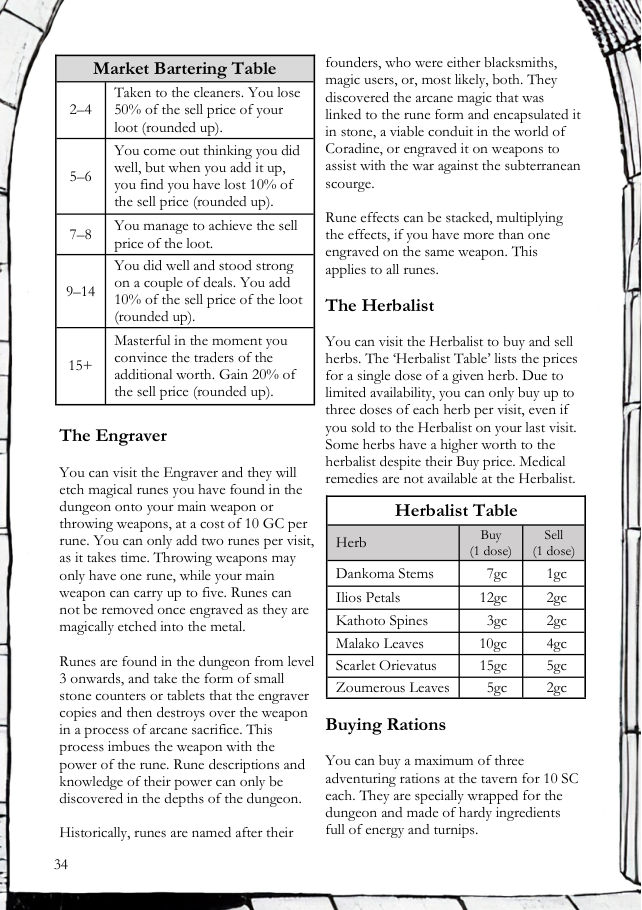 Market Bartering Table
2–4
Taken to the cleaners. You lose
50% of the sell price of your
loot (rounded up).
5–6
You come out thinking you did
well, but when you add it up,
you find you have lost 10% of
the sell price (rounded up).
7–8
You manage to achieve the sell
price of the loot.
9–14
You did well and stood strong
on a couple of deals. You add
10% of the sell price of the loot
(rounded up).
15+
Masterful in the moment you
convince the traders of the
additional worth. Gain 20% of
the sell price (rounded up).
The Engraver
You can visit the Engraver and they will
etch magical runes you have found in the
dungeon onto your main weapon or
throwing weapons, at a cost of 10 GC per
rune. You can only add two runes per visit,
as it takes time. Throwing weapons may
only have one rune, while your main
weapon can carry up to five. Runes can
not be removed once engraved as they are
magically etched into the metal.
Runes are found in the dungeon from level
3 onwards, and take the form of small
stone counters or tablets that the engraver
copies and then destroys over the weapon
in a process of arcane sacrifice. This
process imbues the weapon with the
power of the rune. Rune descriptions and
knowledge of their power can only be
discovered in the depths of the dungeon.
Historically, runes are named after their
founders, who were either blacksmiths,
magic users, or, most likely, both. They
discovered the arcane magic that was
linked to the rune form and encapsulated it
in stone, a viable conduit in the world of
Coradine, or engraved it on weapons to
assist with the war against the subterranean
scourge.
Rune effects can be stacked, multiplying
the effects, if you have more than one
engraved on the same weapon. This
applies to all runes.
The Herbalist
You can visit the Herbalist to buy and sell
herbs. The ‘Herbalist Table’ lists the prices
for a single dose of a given herb. Due to
limited availability, you can only buy up to
three doses of each herb per visit, even if
you sold to the Herbalist on your last visit.
Some herbs have a higher worth to the
herbalist despite their Buy price. Medical
remedies are not available at the Herbalist.
Herbalist Table
Herb Buy (1 dose) Sell (1 dose)
Dankoma Stems 7gc 1gc
Ilios Petals 12gc 2gc
Kathoto Spines 3gc 2gc
Malako Leaves 10gc 4gc
Scarlet Orievatus 15gc 5gc
Zoumerous Leaves 5gc 2gc
Buying Rations
You can buy a maximum of three
adventuring rations at the tavern for 10 SC
each. They are specially wrapped for the
dungeon and made of hardy ingredients
full of energy and turnips.
34